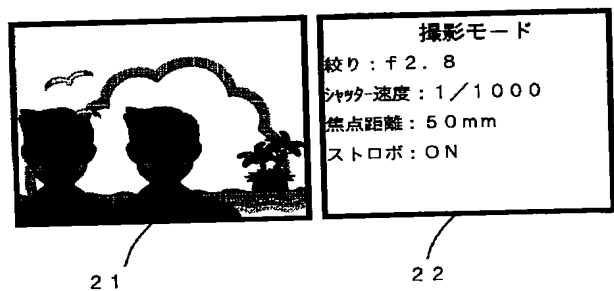 撮影モード
絞り：ｆ２．８
ｼｬｯﾀｰ速度：１／１０００
焦点距離：５０mm
ストロボ：ON
２１
２２